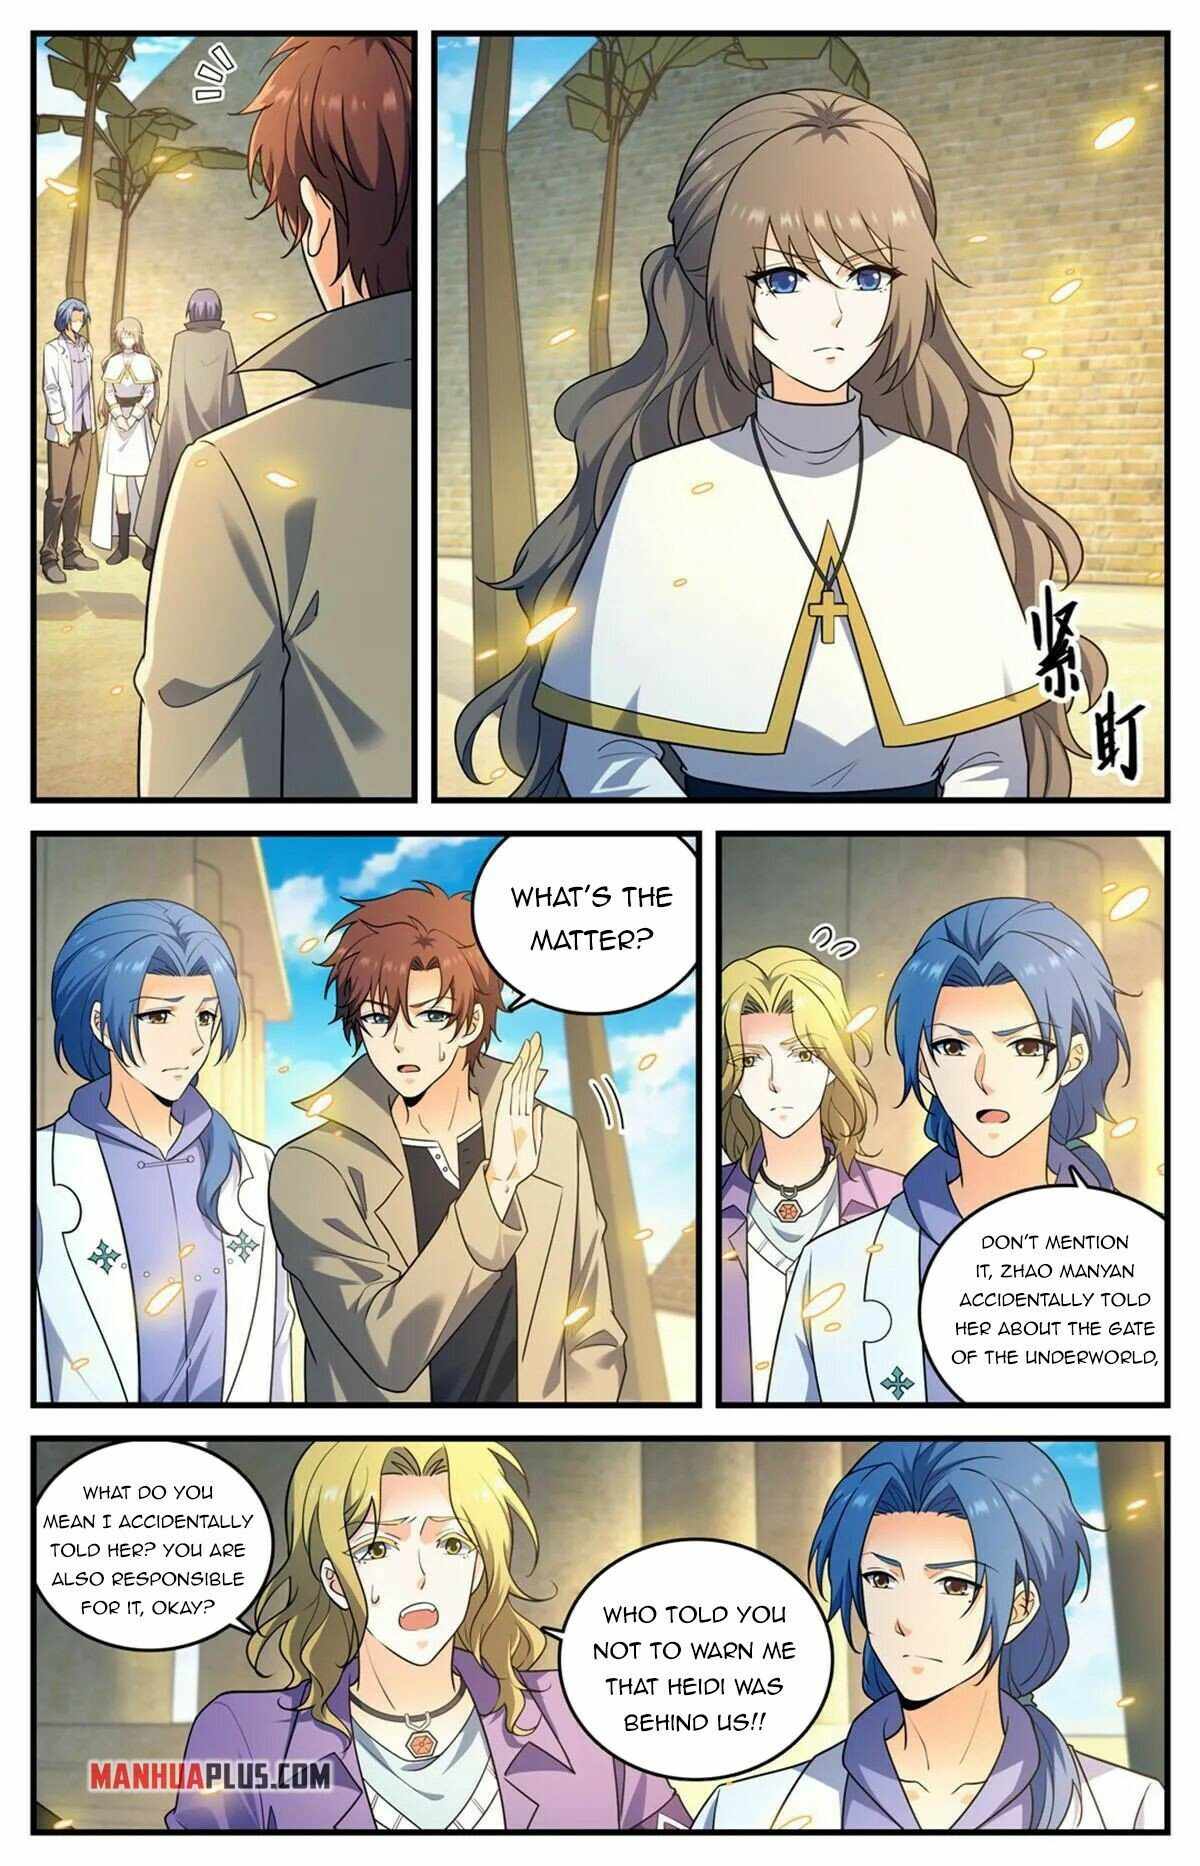 紧
盯
WHAT'S THE
MATTER?
DON'T MENTION
IT, ZHAO MANYAN
ACCIDENTALLY TOLD
HER ABOUT THE GATE
OF THE UNDERWORLD,
WHAT DO YOU
MEAN I ACCIDENTALLY
TOLD HER? YOU ARE
ALSO RESPONSIBLE
FOR IT, OKAY?
WHO TOLD YOU
NOT TO WARN ME
THAT HEIDI WAS
BEHIND US!!
MANHUAPLUS.COM